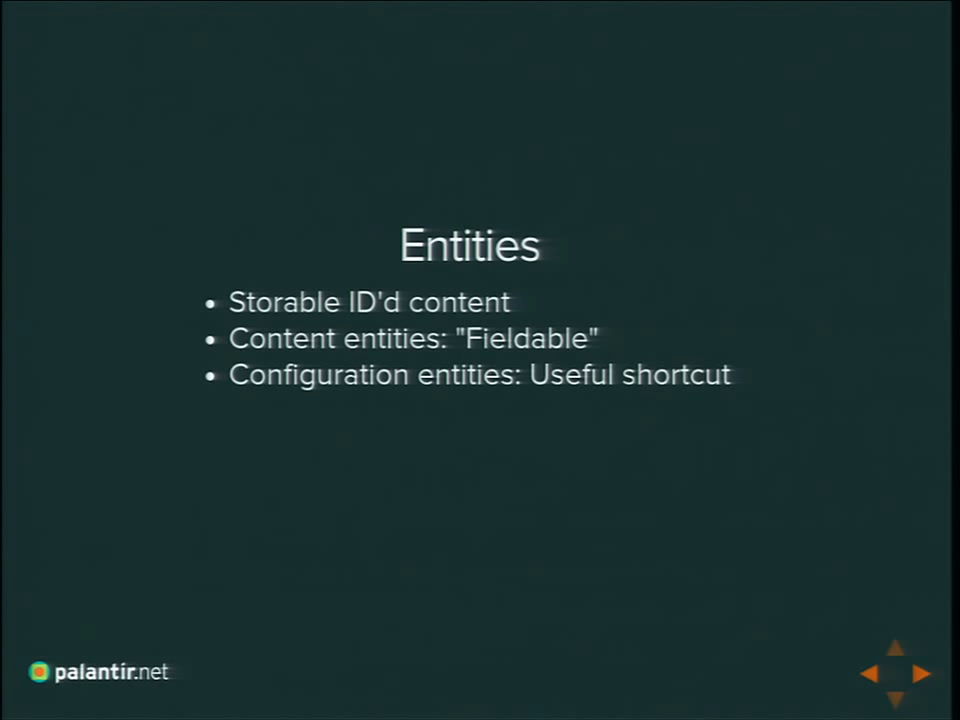 Entities
• Storable ID'd content
• Content entities: "Fieldable"
• Configuration entities: Useful shortcut
palantir.net